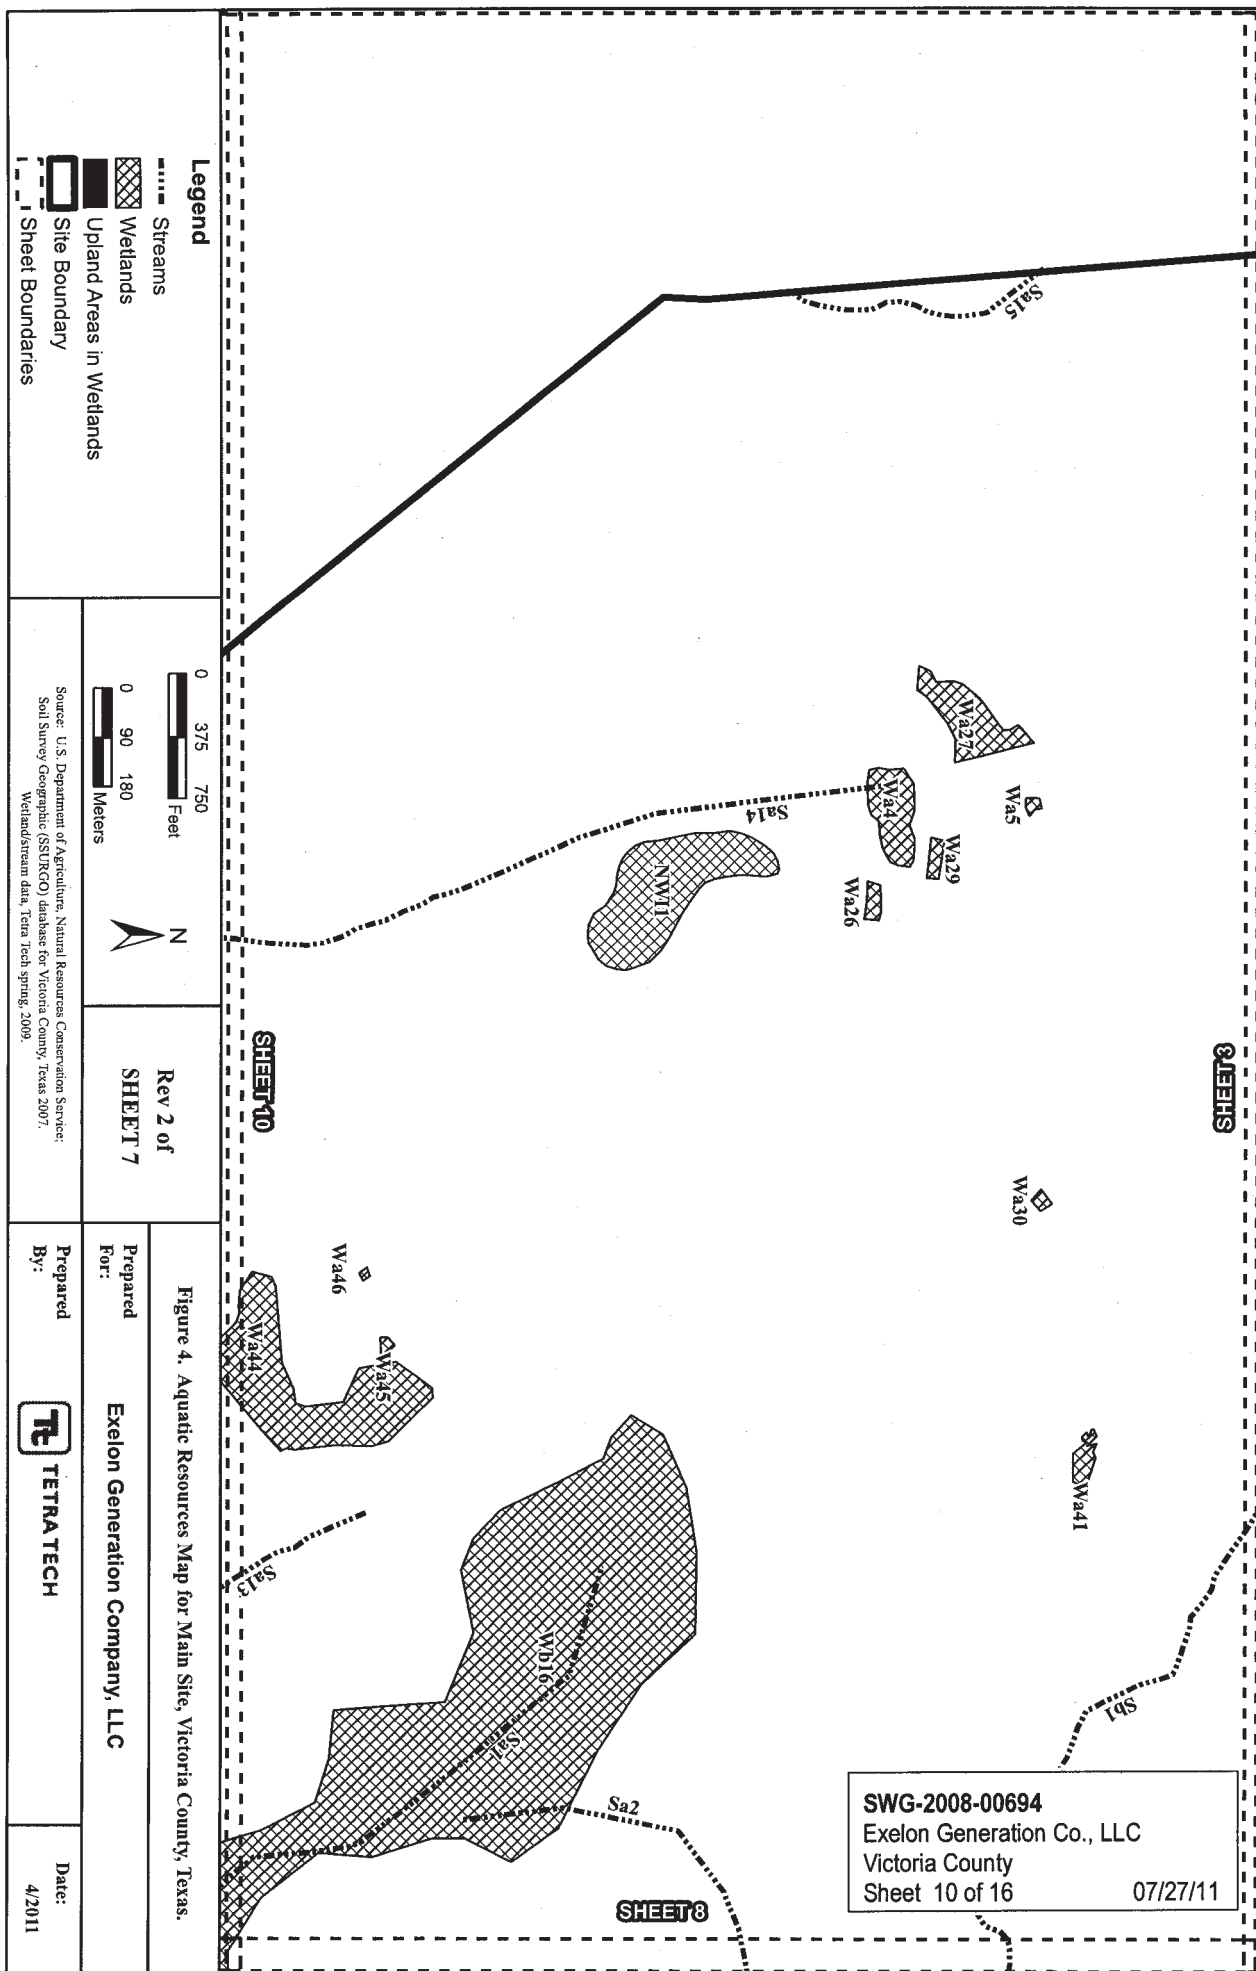 SHEET 3
Sa15
Wa27
Wa5
Wa4
Wa29
Wa26
Sa14
NWI1
Wa30
Wa41
Sb1
Wa46
Wa45
Wa44
Wb16
Sa1
Sa2
Sa13
SHEET 8
SHEET 10
SWG-2008-00694
Exelon Generation Co., LLC
Victoria County
Sheet 10 of 16 07/27/11
Legend
Streams
Wetlands
Upland Areas in Wetlands
Site Boundary
Sheet Boundaries
0 375 750
Feet
0 90 180
Meters
N
Source: U.S. Department of Agriculture, Natural Resources Conservation Service;
Soil Survey Geographic (SSURGO) database for Victoria County, Texas 2007.
Wetland/stream data, Tetra Tech spring, 2009.
Rev 2 of
SHEET 7
Figure 4. Aquatic Resources Map for Main Site, Victoria County, Texas.
Prepared
For:
Exelon Generation Company, LLC
Prepared
By:
Tt TETRA TECH
Date:
4/2011